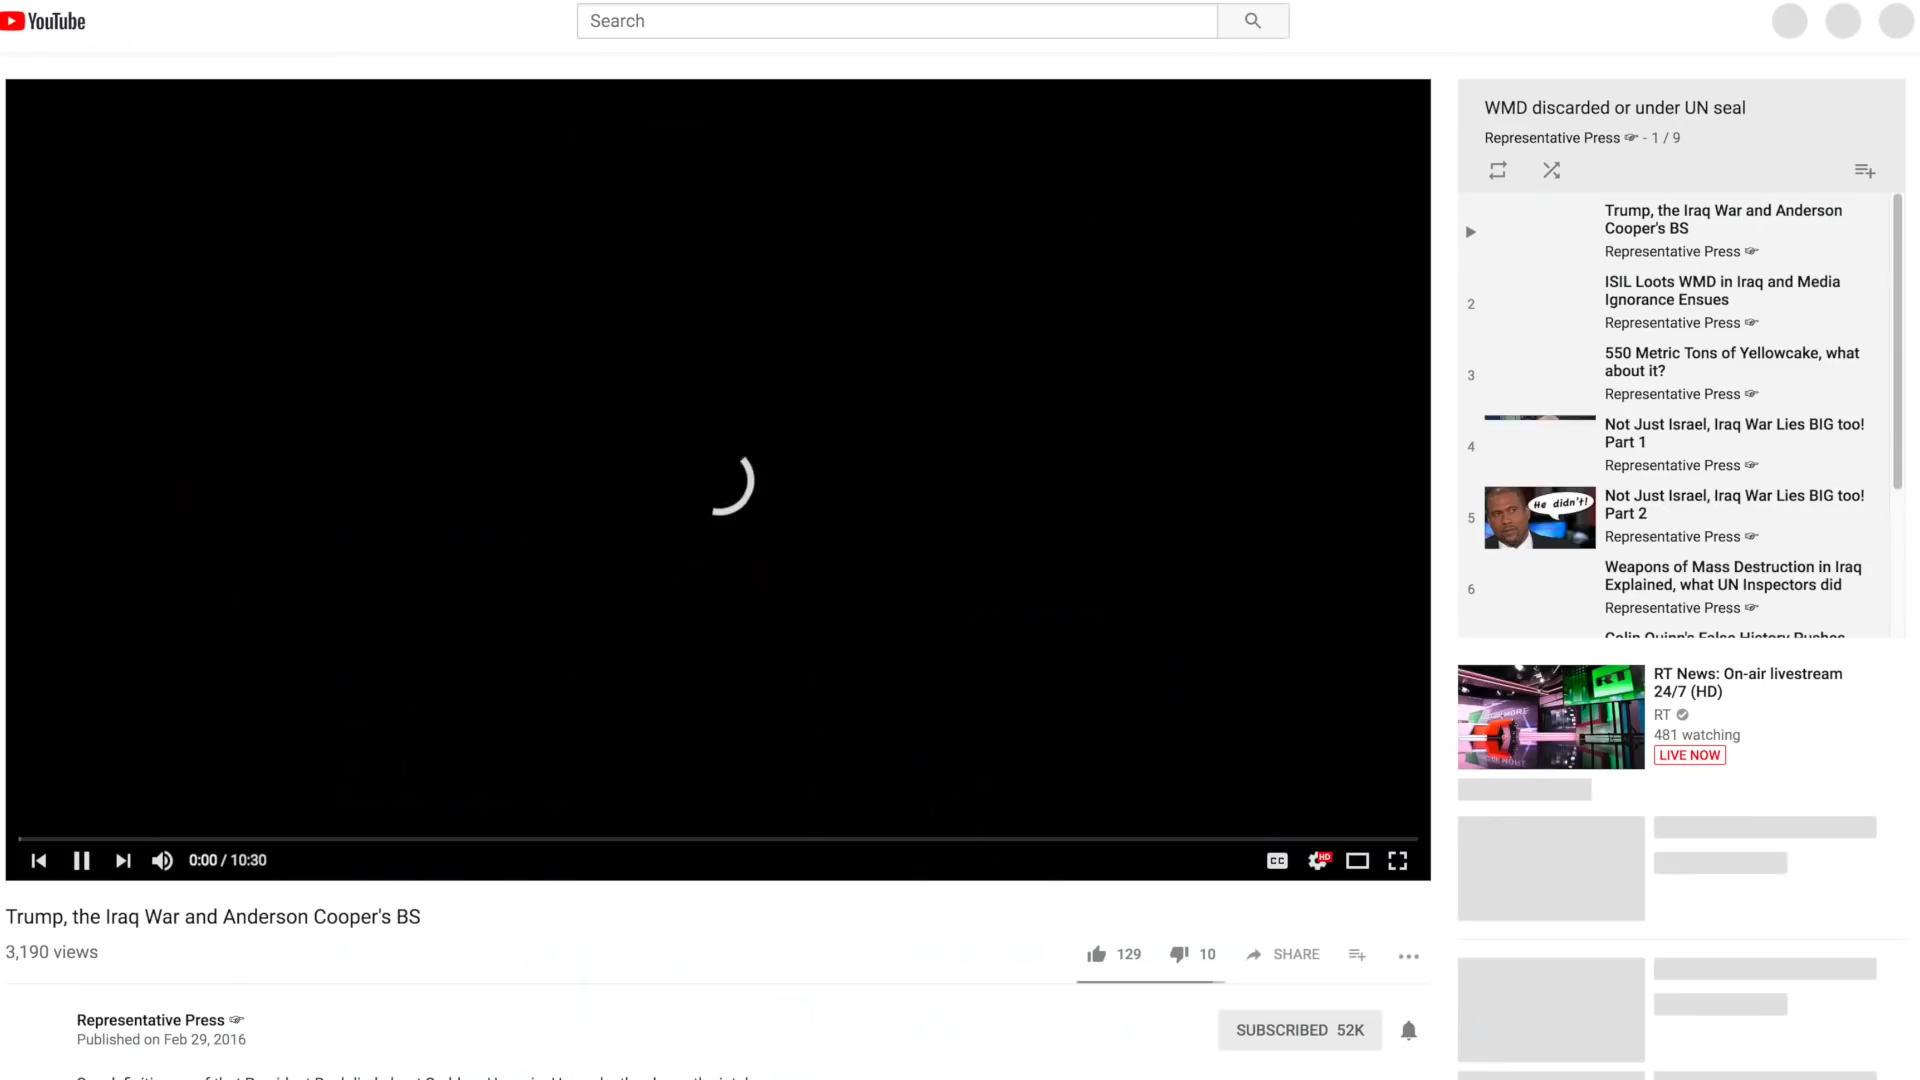 YouTube
Search
WMD discarded or under UN seal
Representative Press ☞ - 1 / 9
Trump, the Iraq War and Anderson
Cooper's BS
Representative Press ☞
2
ISIL Loots WMD in Iraq and Media
Ignorance Ensues
Representative Press ☞
3
550 Metric Tons of Yellowcake, what
about it?
Representative Press ☞
4
Not Just Israel, Iraq War Lies BIG too!
Part 1
Representative Press ☞
5
He didn't!
Not Just Israel, Iraq War Lies BIG too!
Part 2
Representative Press ☞
6
Weapons of Mass Destruction in Iraq
Explained, what UN Inspectors did
Representative Press ☞
Colin Quinn's False History Pushes
RT
RT News: On-air livestream
24/7 (HD)
RT
481 watching
LIVE NOW
0:00 / 10:30
CC
HD
Trump, the Iraq War and Anderson Cooper's BS
3,190 views
129
10
SHARE
Representative Press ☞
Published on Feb 29, 2016
SUBSCRIBED 52K